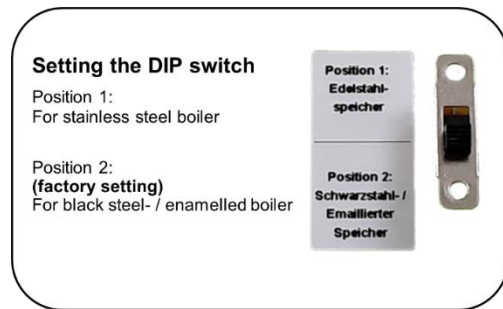 Setting the DIP switch
Position 1:
For stainless steel boiler
Position 2:
(factory setting)
For black steel- / enamelled boiler
Position 1:
Edelstahl-
speicher
Position 2:
Schwarzstahl- /
Emaillierter
Speicher